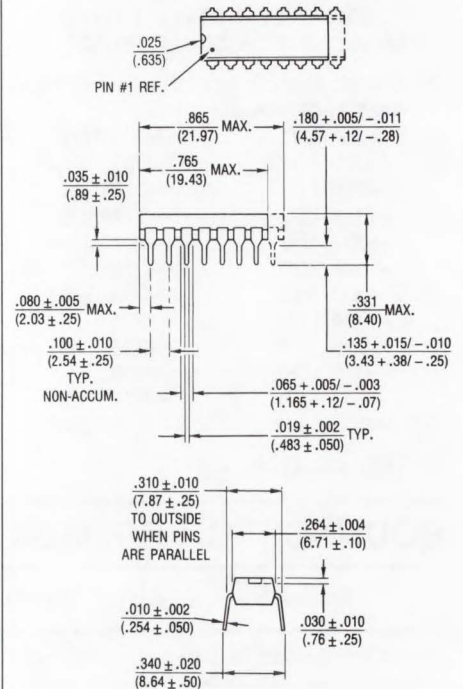 .025
(.635)
PIN #1 REF.
.865 MAX.
(21.97)
.180 + .005/ − .011
(4.57 + .12/ − .28)
.765 MAX.
(19.43)
.035 ± .010
(.89 ± .25)
.080 ± .005 MAX.
(2.03 ± .25)
.331 MAX.
(8.40)
.100 ± .010
(2.54 ± .25)
TYP.
NON-ACCUM.
.135 + .015/ − .010
(3.43 + .38/ − .25)
.065 + .005/ − .003
(1.165 + .12/ − .07)
.019 ± .002 TYP.
(.483 ± .050)
.310 ± .010
(7.87 ± .25)
TO OUTSIDE
WHEN PINS
ARE PARALLEL
.264 ± .004
(6.71 ± .10)
.010 ± .002
(.254 ± .050)
.030 ± .010
(.76 ± .25)
.340 ± .020
(8.64 ± .50)